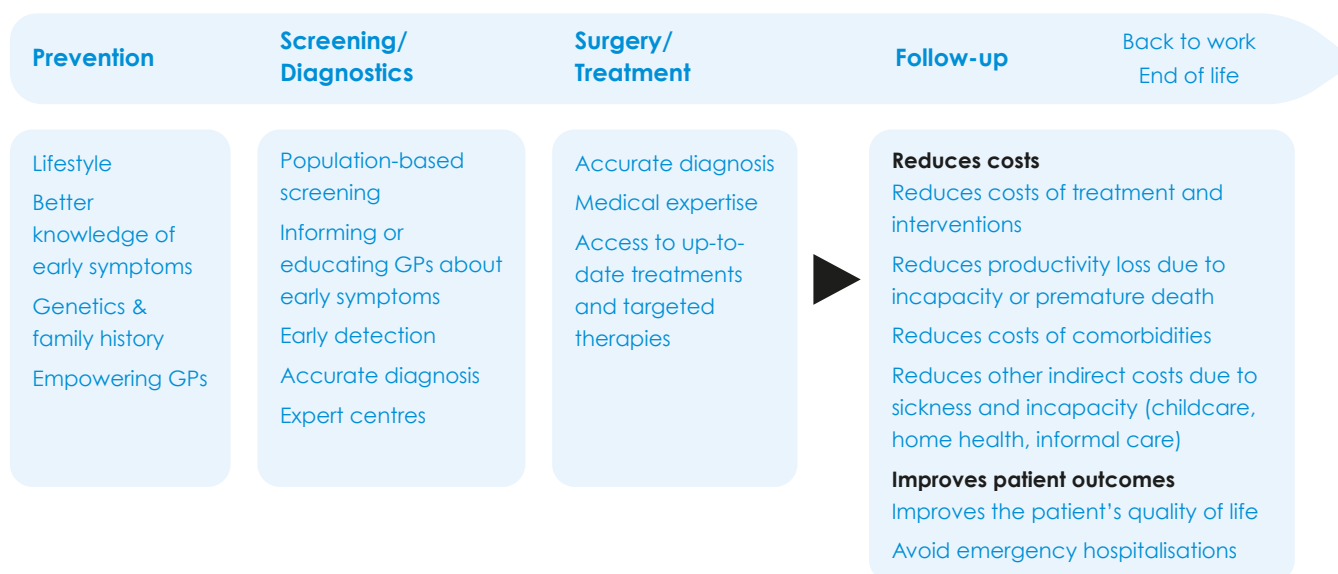 Prevention
Screening/
Diagnostics
Surgery/
Treatment
Follow-up
Back to work
End of life
Lifestyle
Better
knowledge of
early symptoms
Genetics &
family history
Empowering GPs
Population-based
screening
Informing or
educating GPs about
early symptoms
Early detection
Accurate diagnosis
Expert centres
Accurate diagnosis
Medical expertise
Access to up-to-
date treatments
and targeted
therapies
Reduces costs
Reduces costs of treatment and
interventions
Reduces productivity loss due to
incapacity or premature death
Reduces costs of comorbidities
Reduces other indirect costs due to
sickness and incapacity (childcare,
home health, informal care)
Improves patient outcomes
Improves the patient’s quality of life
Avoid emergency hospitalisations